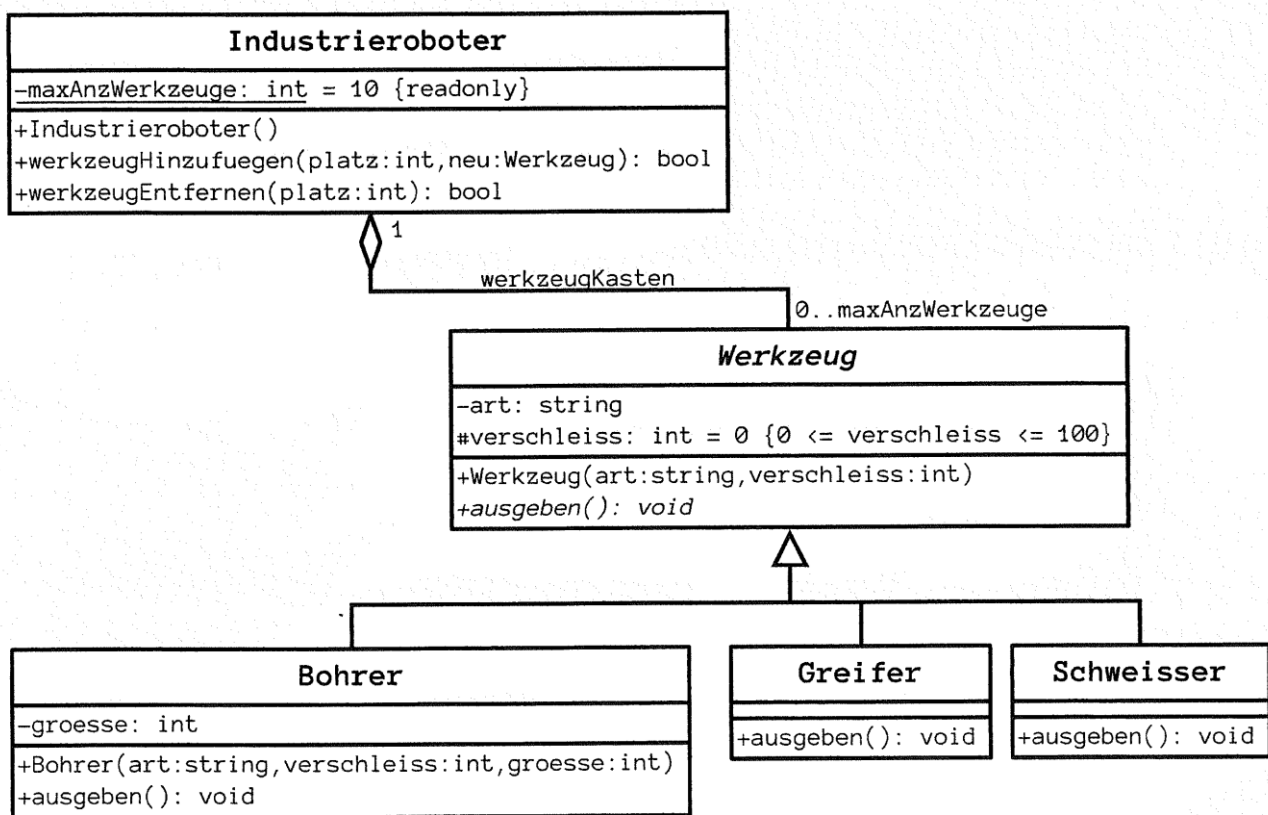 Industrieroboter
-maxAnzWerkzeuge: int = 10 {readonly}
+Industrieroboter()
+werkzeugHinzufuegen(platz:int,neu:Werkzeug): bool
+werkzeugEntfernen(platz:int): bool
1
werkzeugKasten
0..maxAnzWerkzeuge
Werkzeug
-art: string
#verschleiss: int = 0 {0 <= verschleiss <= 100}
+Werkzeug(art:string,verschleiss:int)
+ausgeben(): void
Bohrer
-groesse: int
+Bohrer(art:string,verschleiss:int,groesse:int)
+ausgeben(): void
Greifer
+ausgeben(): void
Schweisser
+ausgeben(): void